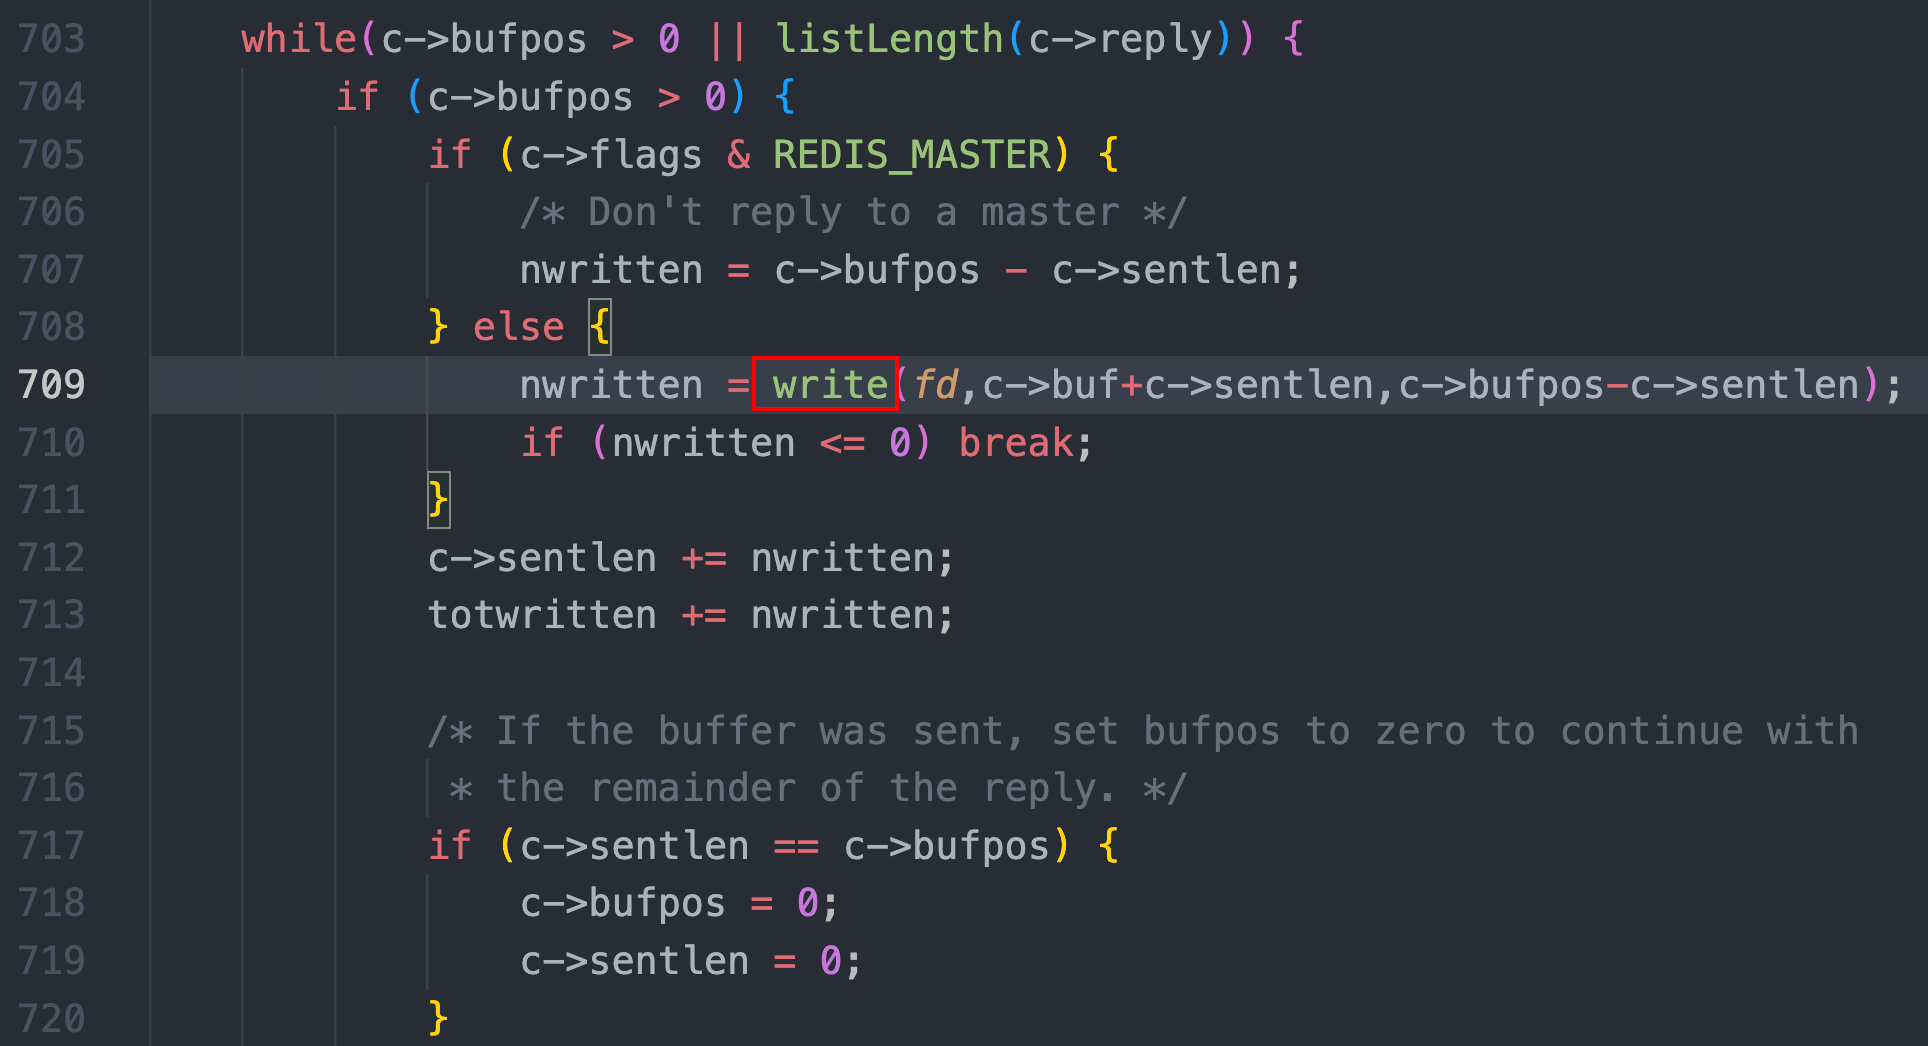 703 while(c->bufpos > 0 || listLength(c->reply)) {
704 if (c->bufpos > 0) {
705 if (c->flags & REDIS_MASTER) {
706 /* Don't reply to a master */
707 nwritten = c->bufpos - c->sentlen;
708 } else {
709 nwritten = write(fd,c->buf+c->sentlen,c->bufpos-c->sentlen);
710 if (nwritten <= 0) break;
711 }
712 c->sentlen += nwritten;
713 totwritten += nwritten;
714
715 /* If the buffer was sent, set bufpos to zero to continue with
716 * the remainder of the reply. */
717 if (c->sentlen == c->bufpos) {
718 c->bufpos = 0;
719 c->sentlen = 0;
720 }